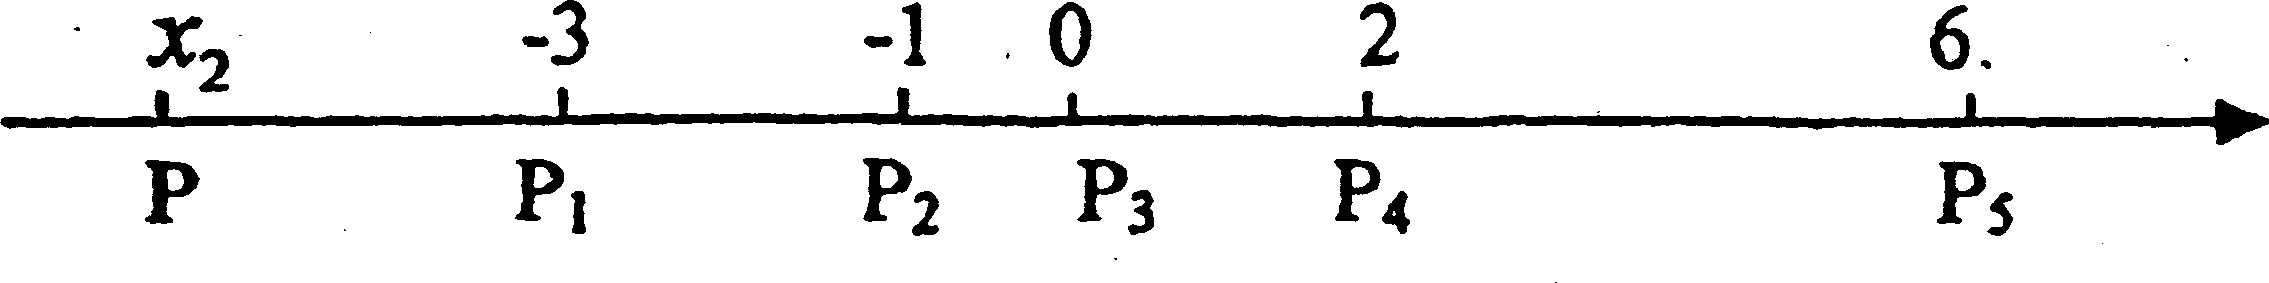 x₂ -3 -1 0 2 6.
P P₁ P₂ P₃ P₄ P₅